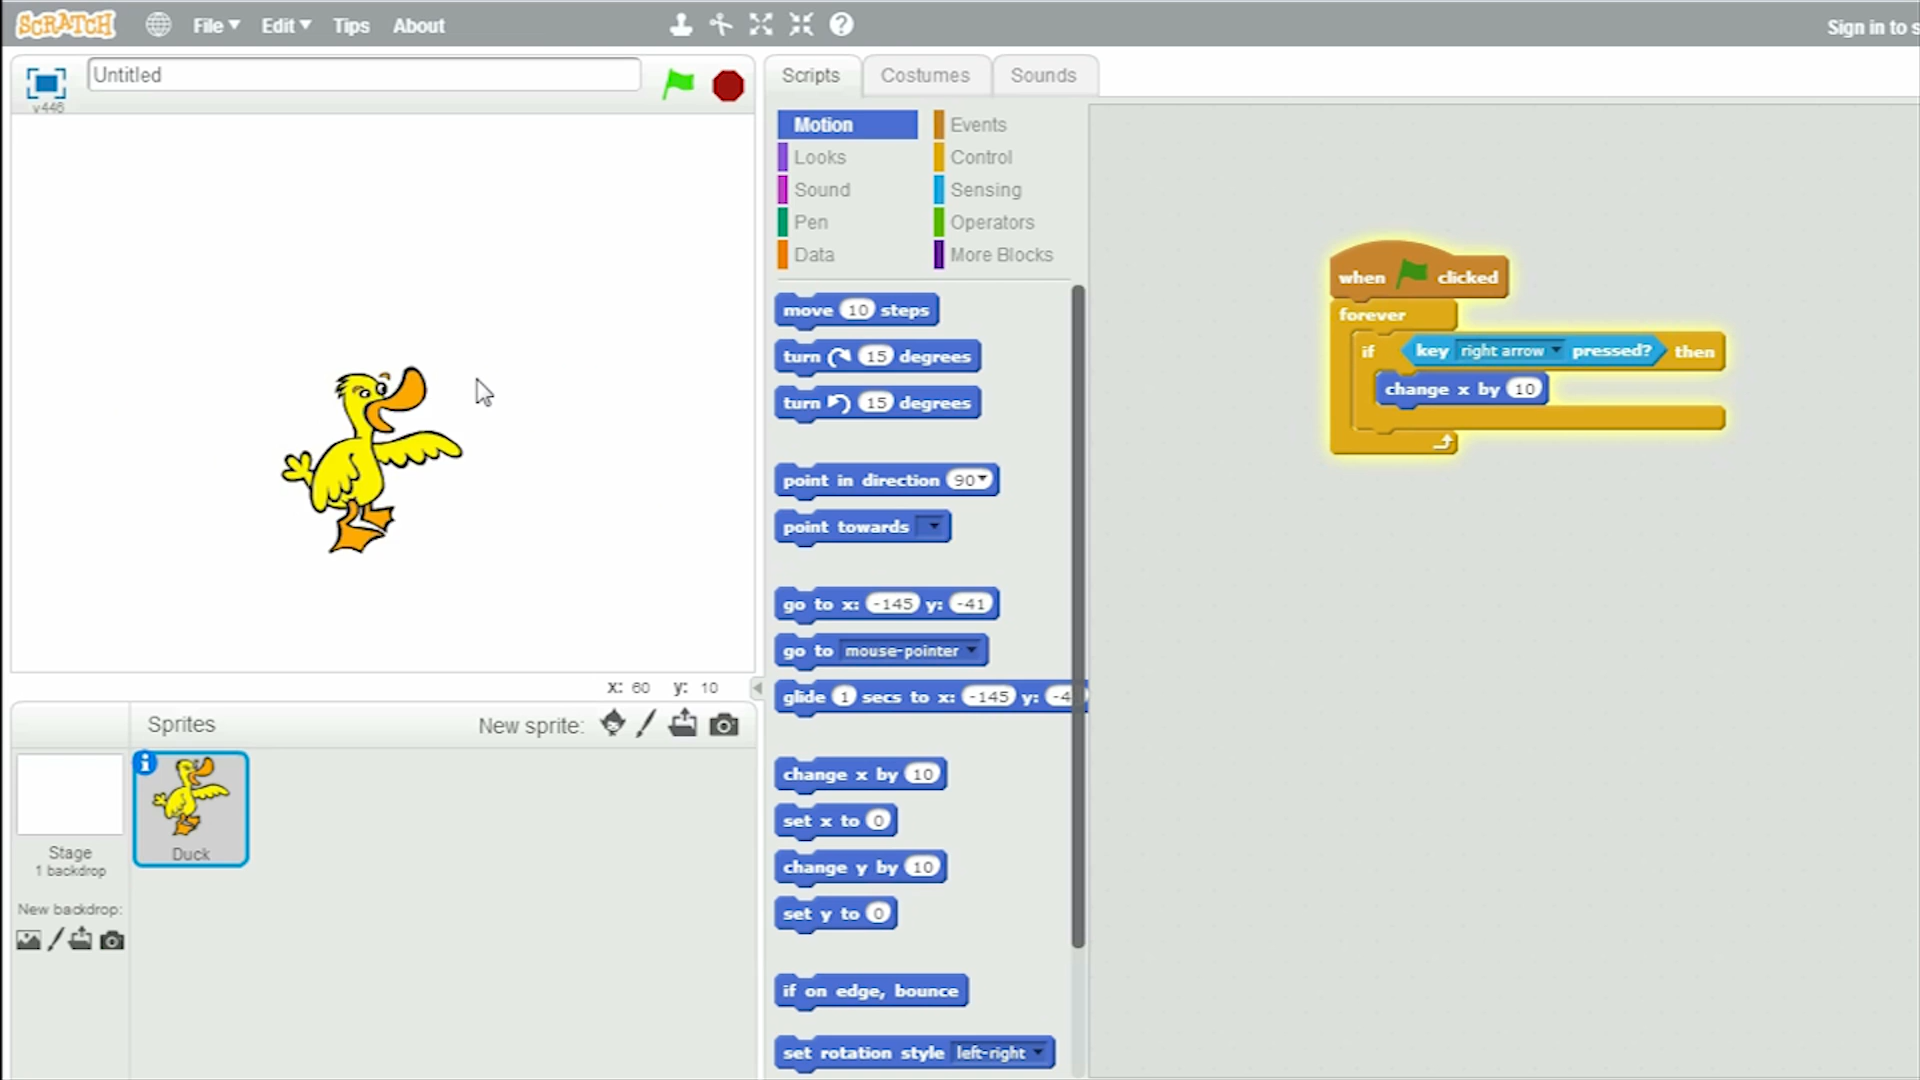 SCRATCH File Edit Tips About
Sign in to s
Untitled
v446
Scripts Costumes Sounds
Motion Events
Looks Control
Sound Sensing
Pen Operators
Data More Blocks
move 10 steps
turn 15 degrees
turn 15 degrees
point in direction 90
point towards
go to x: -145 y: -41
go to mouse-pointer
glide 1 secs to x: -145 y: -4
change x by 10
set x to 0
change y by 10
set y to 0
if on edge, bounce
set rotation style left-right
when clicked
forever
if key right arrow pressed? then
change x by 10
x: 60 y: 10
Sprites New sprite:
Duck
Stage
1 backdrop
New backdrop: